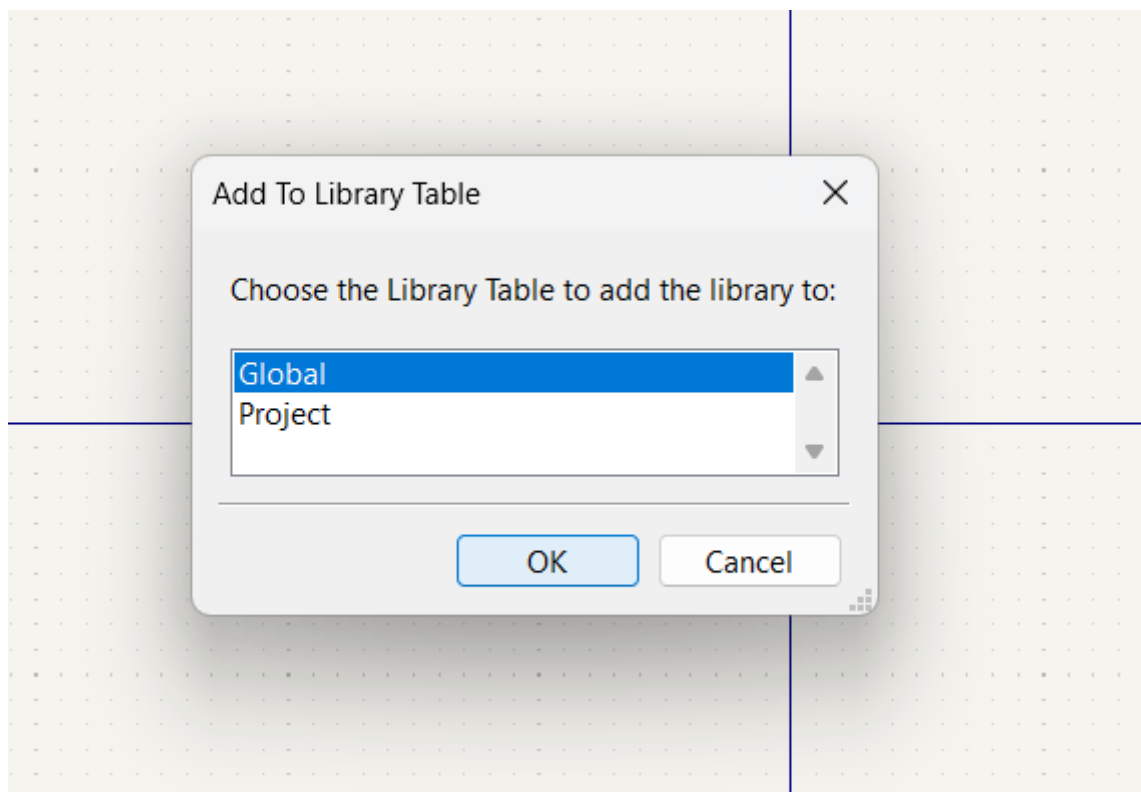 Add To Library Table
Choose the Library Table to add the library to:
Global
Project
OK
Cancel